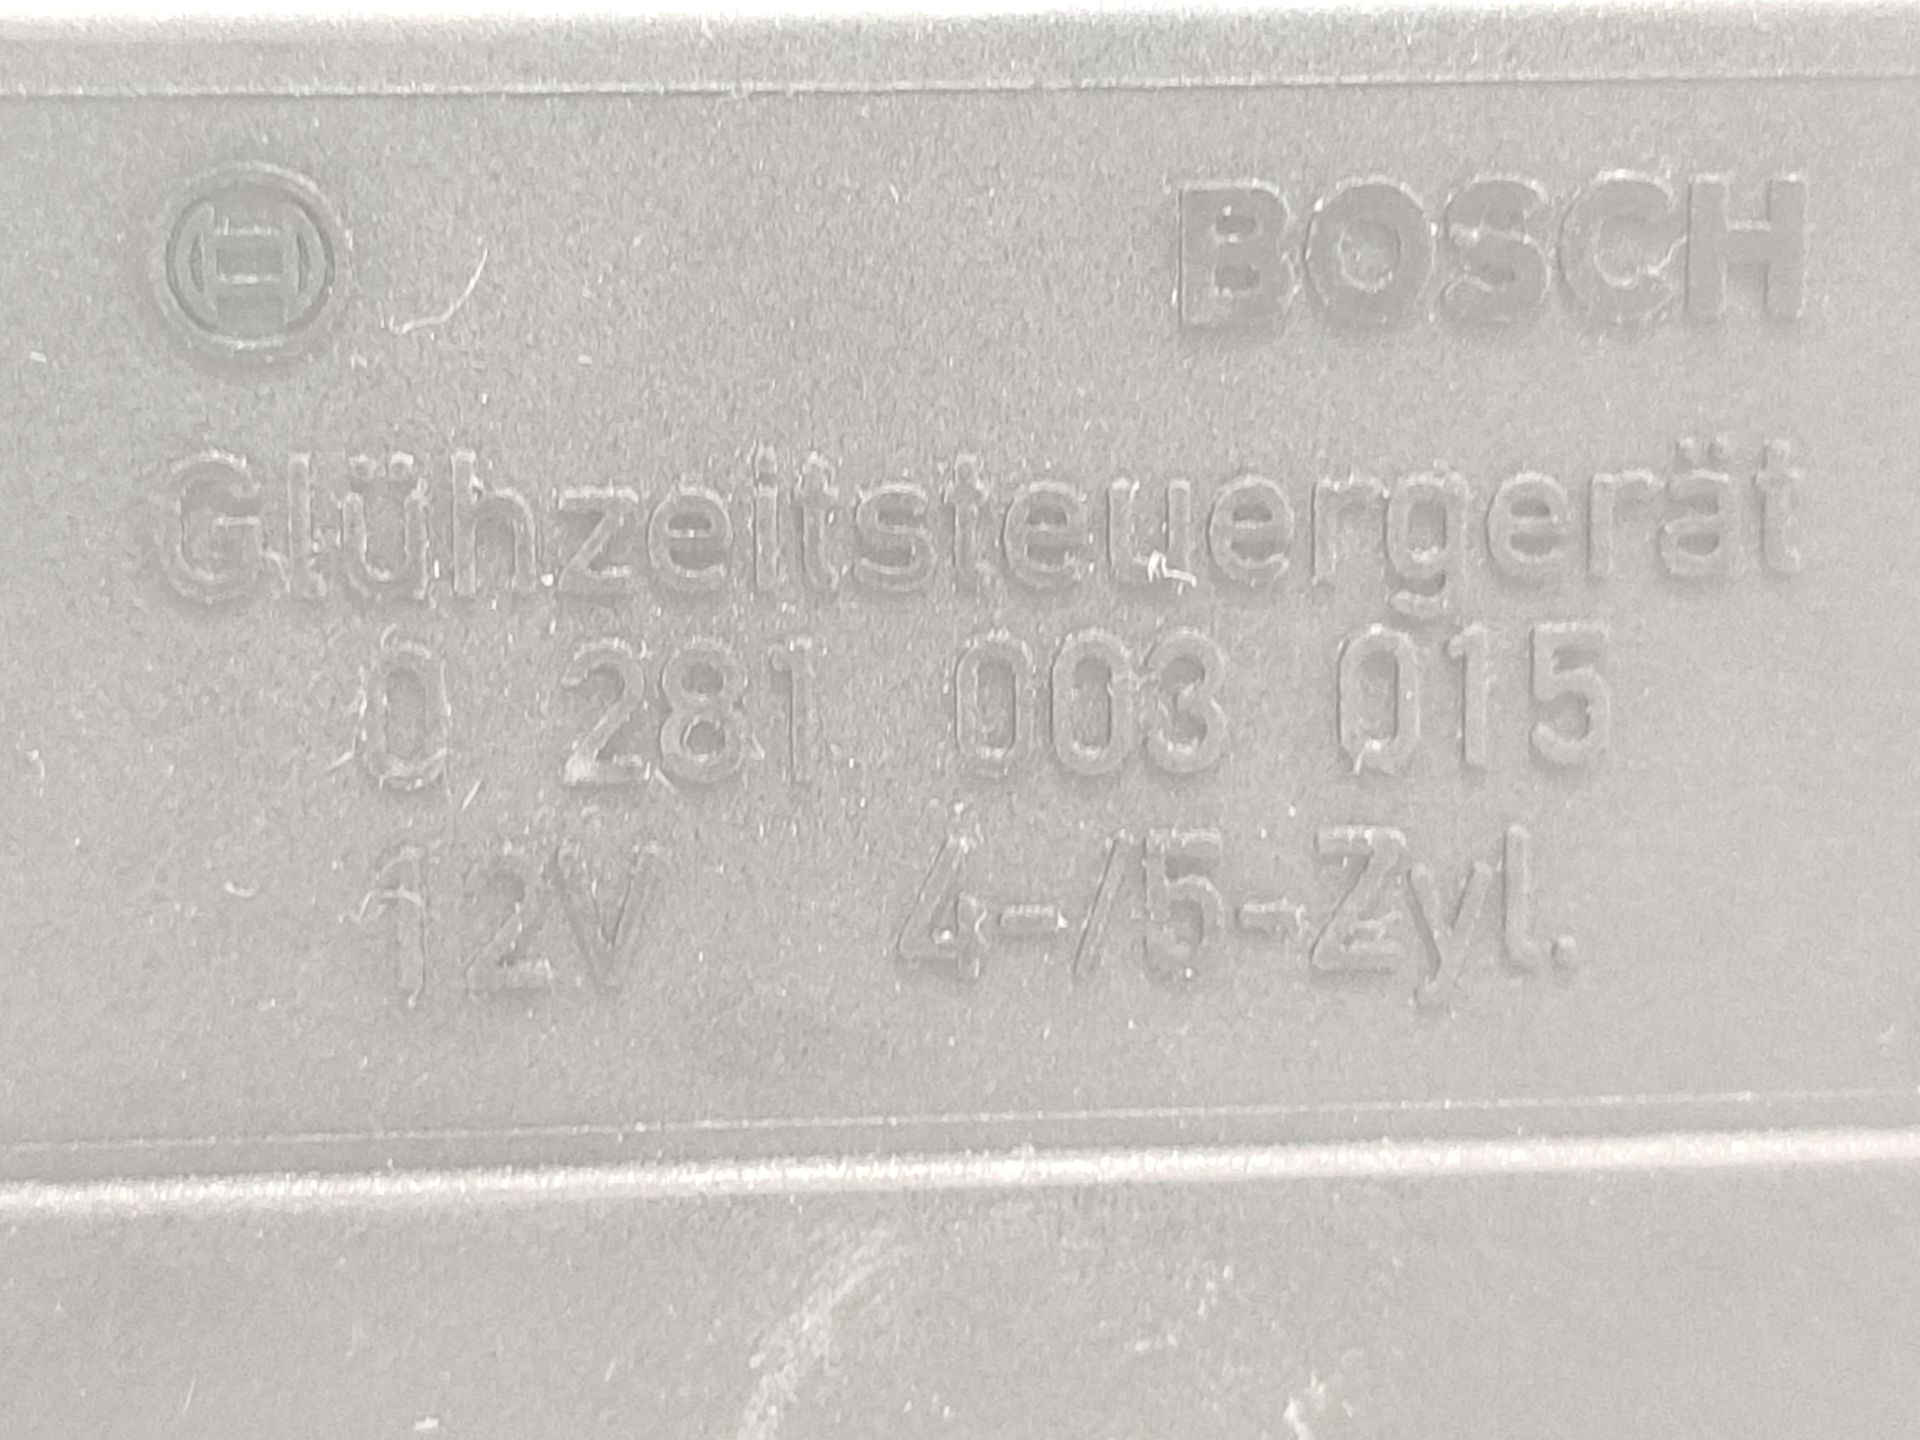 BOSCH
Glühzeitsteuergerät
0 281 003 015
12V 4-/5-Zyl.